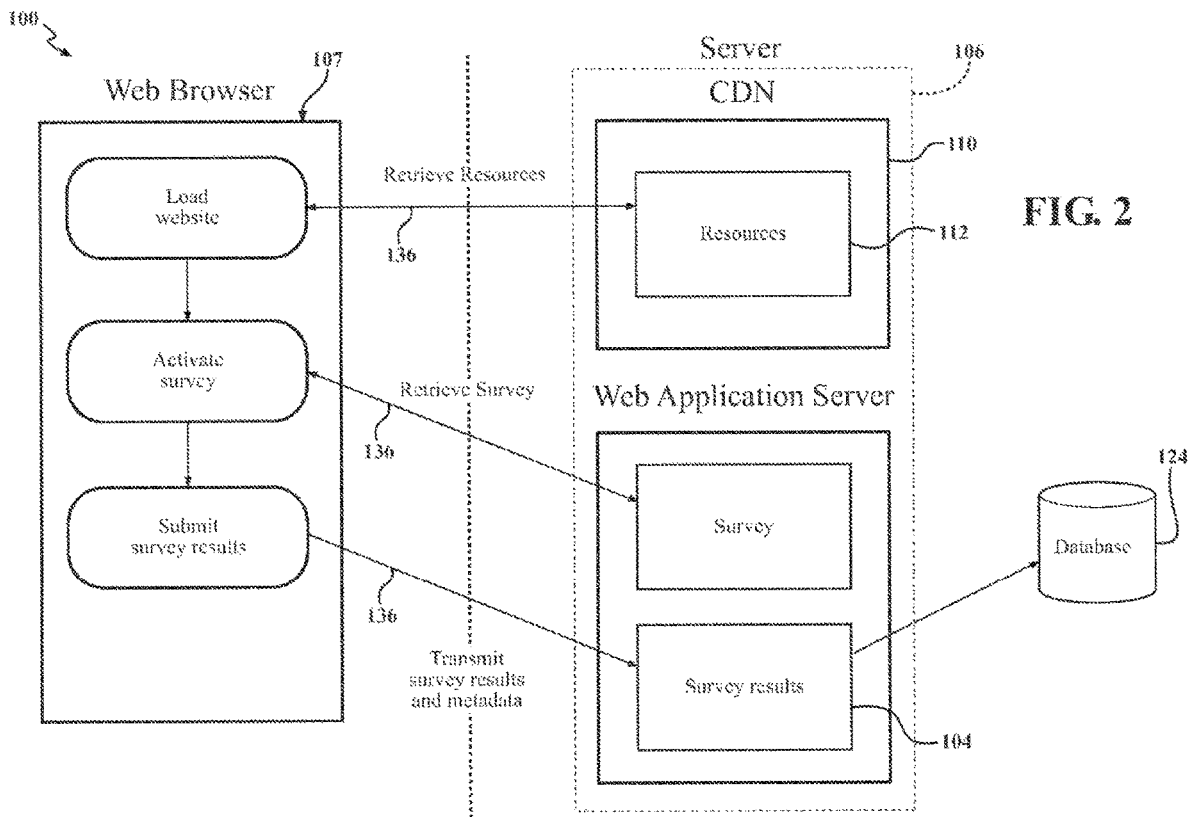 100
Web Browser
107
Load
website
Activate
survey
Submit
survey results
Retrieve Resources
136
Retrieve Survey
136
136
Transmit
survey results
and metadata
Server
106
CDN
110
Resources
112
Web Application Server
Survey
Survey results
104
Database
124
FIG. 2